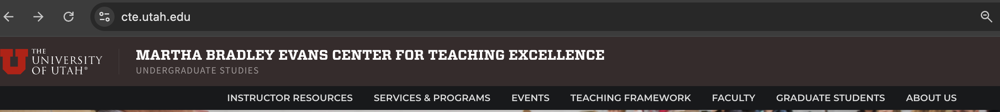 cte.utah.edu
THE
UNIVERSITY
OF UTAH®
MARTHA BRADLEY EVANS CENTER FOR TEACHING EXCELLENCE
UNDERGRADUATE STUDIES
INSTRUCTOR RESOURCES SERVICES & PROGRAMS EVENTS TEACHING FRAMEWORK FACULTY GRADUATE STUDENTS ABOUT US